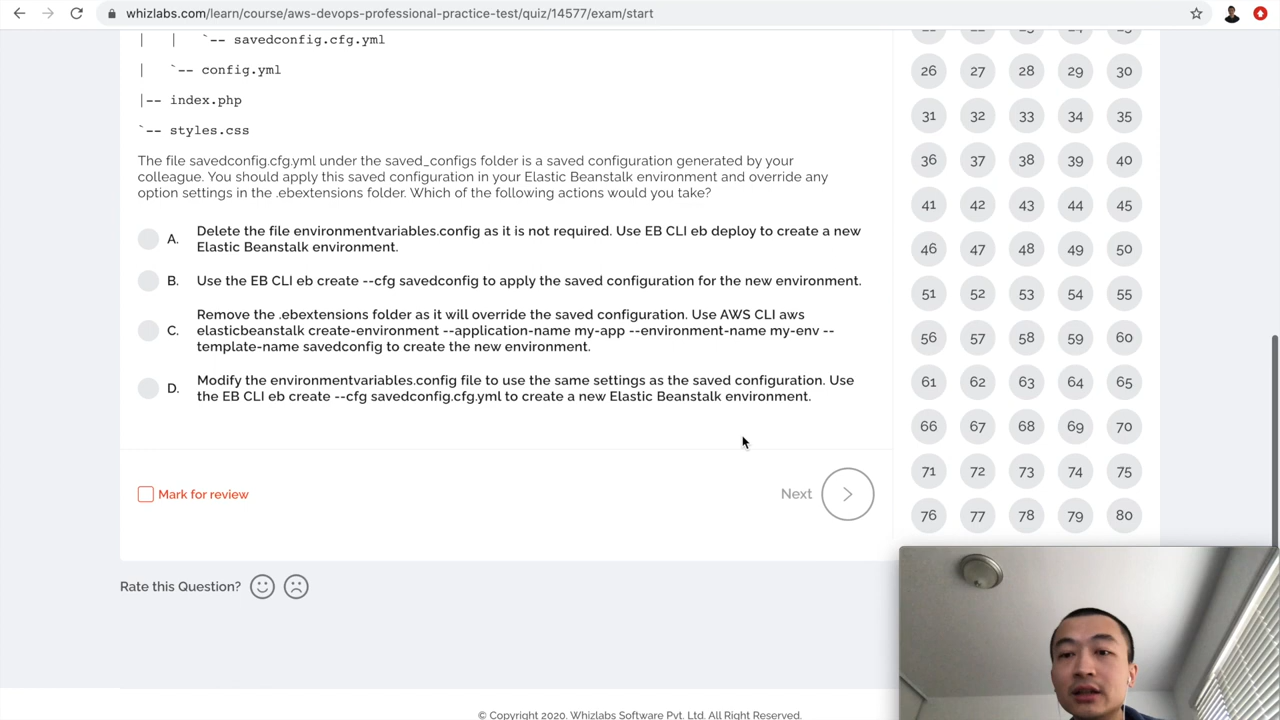 whizlabs.com/learn/course/aws-devops-professional-practice-test/quiz/14577/exam/start
| | `-- savedconfig.cfg.yml
| `-- config.yml
|-- index.php
`-- styles.css
The file savedconfig.cfg.yml under the saved_configs folder is a saved configuration generated by your
colleague. You should apply this saved configuration in your Elastic Beanstalk environment and override any
option settings in the .ebextensions folder. Which of the following actions would you take?
A. Delete the file environmentvariables.config as it is not required. Use EB CLI eb deploy to create a new
Elastic Beanstalk environment.
B. Use the EB CLI eb create --cfg savedconfig to apply the saved configuration for the new environment.
C. Remove the .ebextensions folder as it will override the saved configuration. Use AWS CLI aws
elasticbeanstalk create-environment --application-name my-app --environment-name my-env --
template-name savedconfig to create the new environment.
D. Modify the environmentvariables.config file to use the same settings as the saved configuration. Use
the EB CLI eb create --cfg savedconfig.cfg.yml to create a new Elastic Beanstalk environment.
Mark for review
Next
Rate this Question?
26 27 28 29 30
31 32 33 34 35
36 37 38 39 40
41 42 43 44 45
46 47 48 49 50
51 52 53 54 55
56 57 58 59 60
61 62 63 64 65
66 67 68 69 70
71 72 73 74 75
76 77 78 79 80
© Copyright 2020. Whizlabs Software Pvt. Ltd. All Right Reserved.